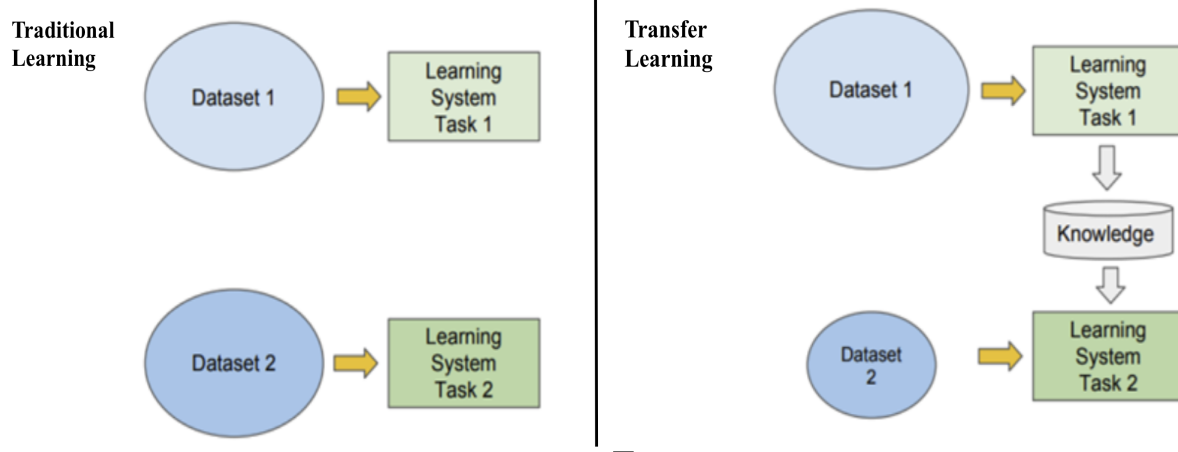 Traditional
Learning
Dataset 1
Learning
System
Task 1
Dataset 2
Learning
System
Task 2
Transfer
Learning
Dataset 1
Learning
System
Task 1
Knowledge
Dataset
2
Learning
System
Task 2